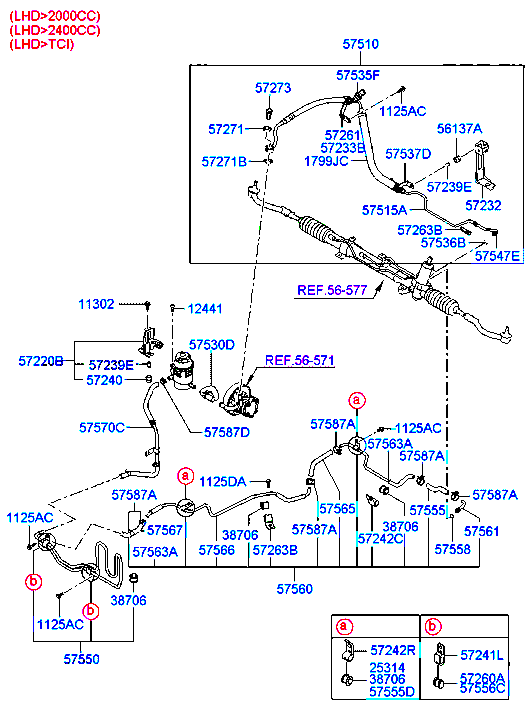 (LHD>2000CC)
(LHD>2400CC)
(LHD>TCI)
57510
57273
57535F
1125AC
57271
57261
57233B
1799JC
56137A
57271B
57537D
57239E
57232
57515A
57263B
57536B
57547E
REF.56-577
11302
12441
57530D
57220B
57239E
57240
REF.56-571
57570C
57587D
a
57587A
1125AC
57563A
57587A
a
1125DA
57587A
57587A
1125AC
57567
38706
57565
38706
57555
57561
57563A
57566
57263B
57587A
57242C
57558
b
b
38706
57560
1125AC
57550
a
b
57242R
57241L
25314
38706
57555D
57260A
57556C